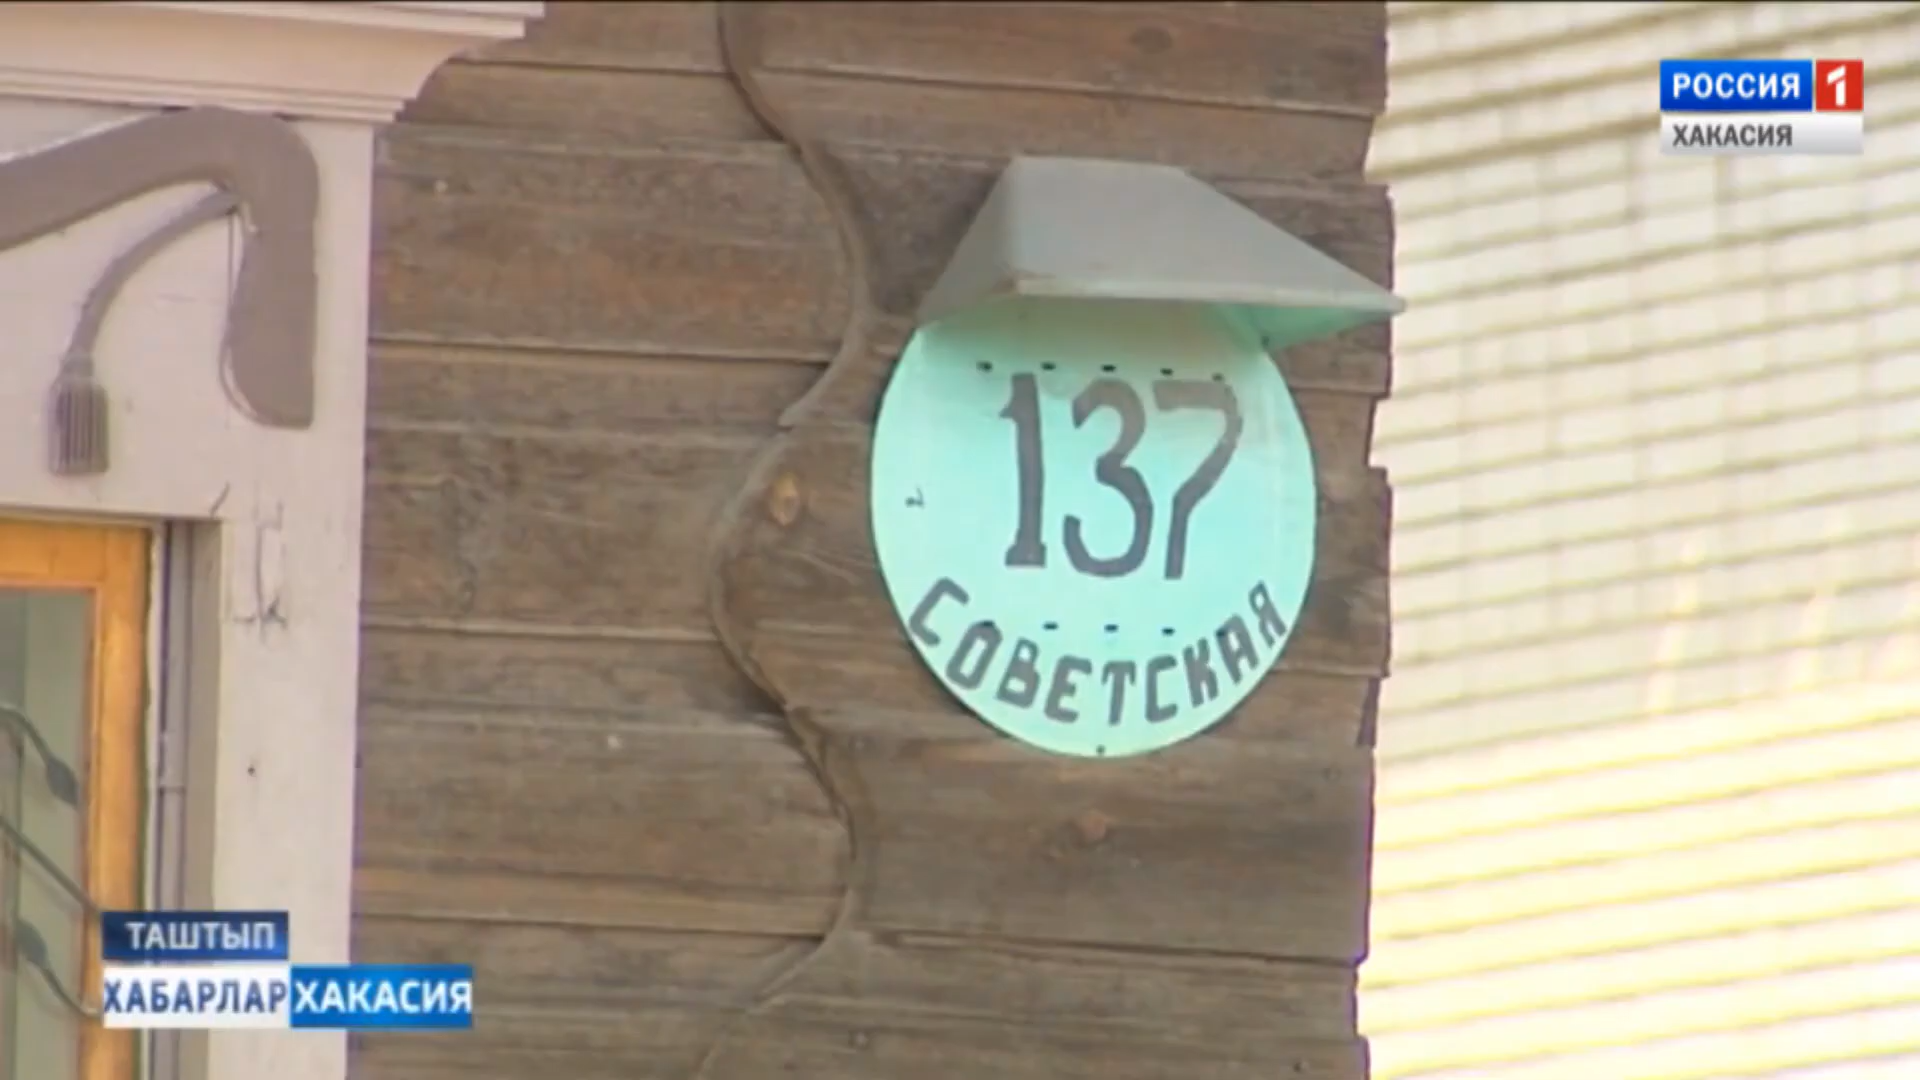 РОССИЯ 1
ХАКАСИЯ
137
СОВЕТСКАЯ
ТАШТЫП
ХАБАРЛАР ХАКАСИЯ